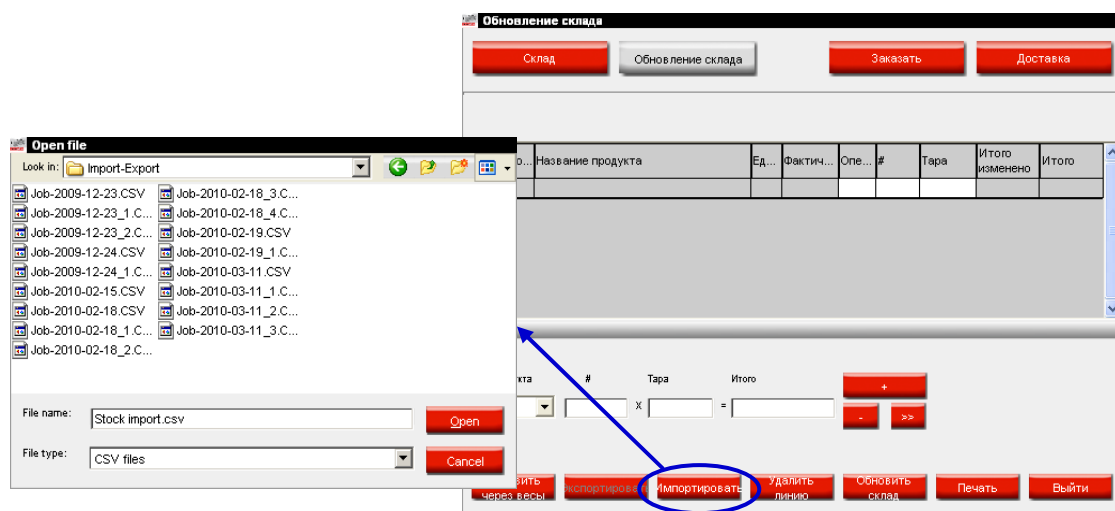 Обновление склада
Склад
Обновление склада
Заказать
Доставка
Open file
Look in:
Import-Export
Job-2009-12-23.CSV
Job-2009-12-23_1.C...
Job-2009-12-23_2.C...
Job-2009-12-24.CSV
Job-2009-12-24_1.C...
Job-2010-02-15.CSV
Job-2010-02-18.CSV
Job-2010-02-18_1.C...
Job-2010-02-18_2.C...
Job-2010-02-18_3.C...
Job-2010-02-18_4.C...
Job-2010-02-19.CSV
Job-2010-02-19_1.C...
Job-2010-03-11.CSV
Job-2010-03-11_1.C...
Job-2010-03-11_2.C...
Job-2010-03-11_3.C...
File name:
Stock import.csv
Open
File type:
CSV files
Cancel
о... Название продукта Ед... Фактич... Опе... # Тара Итого изменено Итого
кта # Тара Итого
X =
+
- >>
вить
через весы
кспортирова
Импортировать
Удалить
линию
Обновить
склад
Печать
Выйти